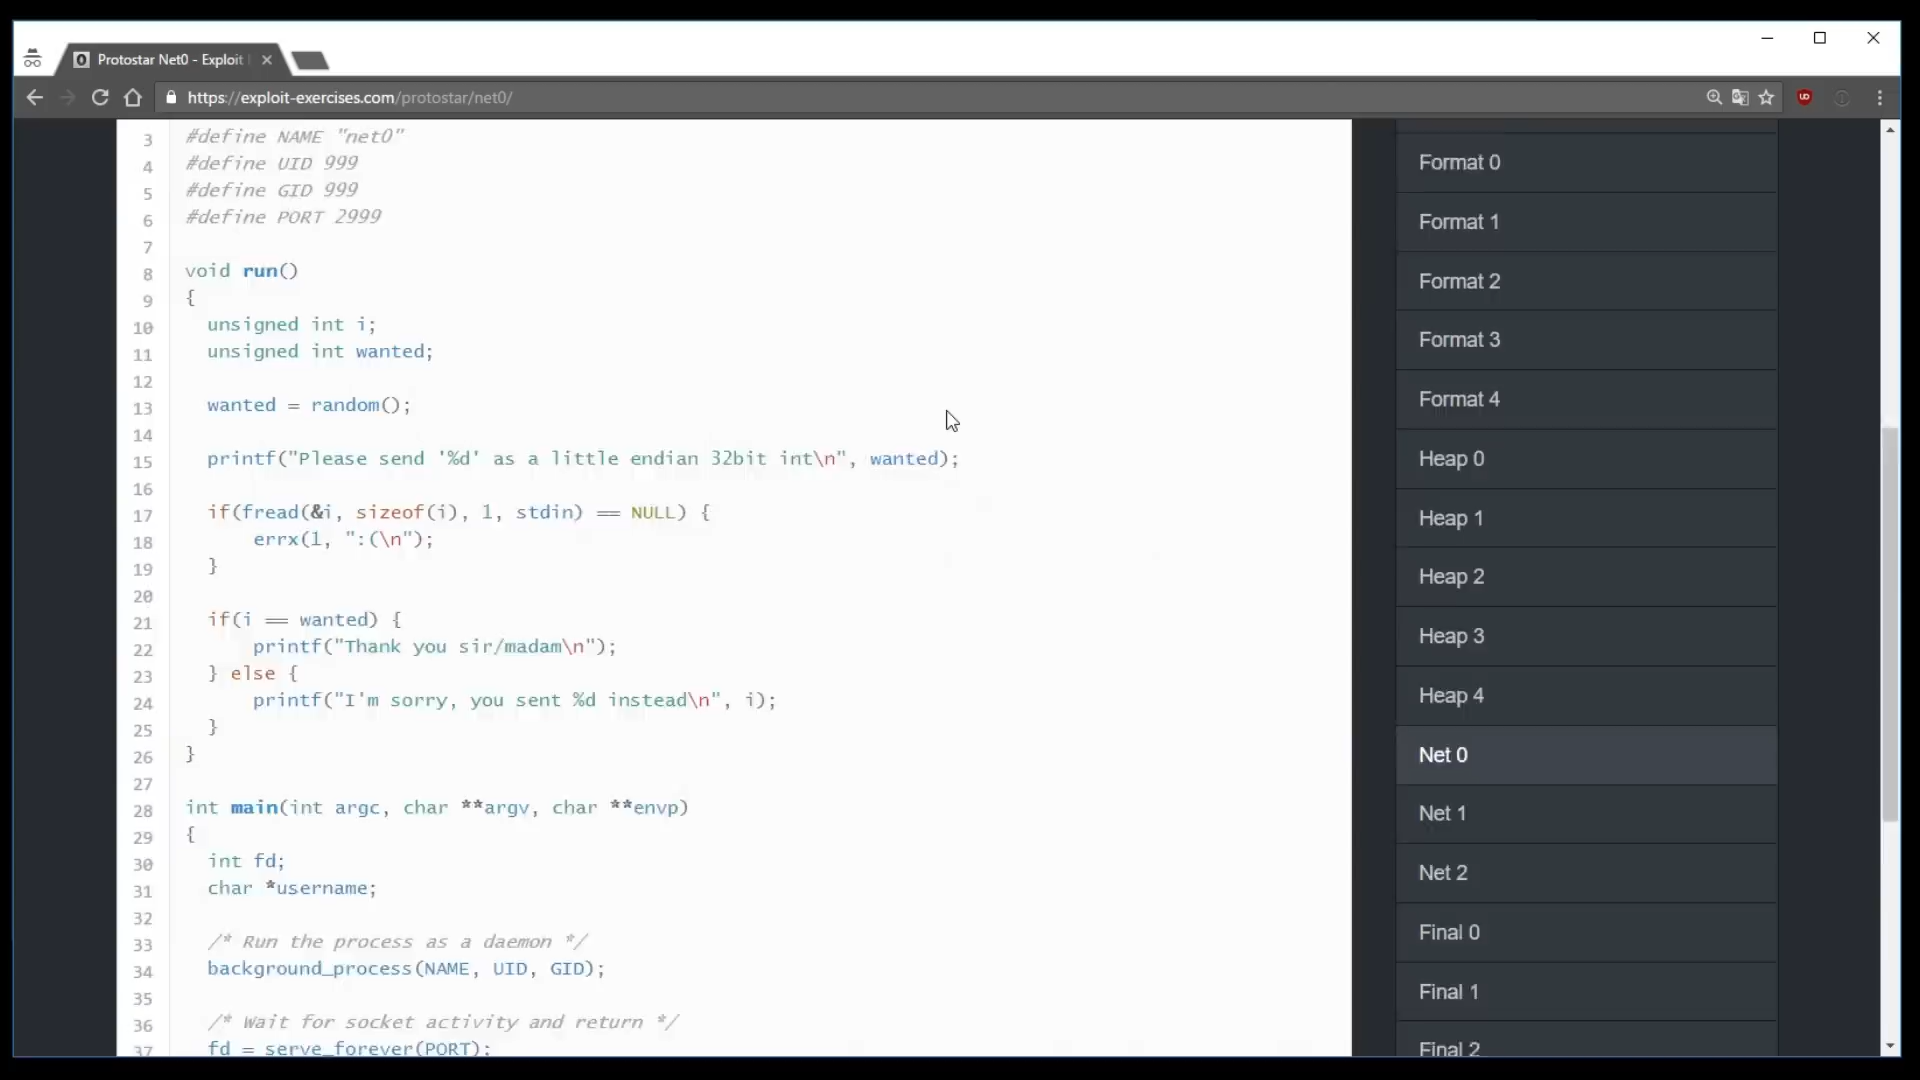 Protostar Net0 - Exploit
https://exploit-exercises.com/protostar/net0/
3 #define NAME "net0"
4 #define UID 999
5 #define GID 999
6 #define PORT 2999
7
8 void run()
9 {
10 unsigned int i;
11 unsigned int wanted;
12
13 wanted = random();
14
15 printf("Please send '%d' as a little endian 32bit int\n", wanted);
16
17 if(fread(&i, sizeof(i), 1, stdin) == NULL) {
18 errx(1, ":(\n");
19 }
20
21 if(i == wanted) {
22 printf("Thank you sir/madam\n");
23 } else {
24 printf("I'm sorry, you sent %d instead\n", i);
25 }
26 }
27
28 int main(int argc, char **argv, char **envp)
29 {
30 int fd;
31 char *username;
32
33 /* Run the process as a daemon */
34 background_process(NAME, UID, GID);
35
36 /* Wait for socket activity and return */
37 fd = serve_forever(PORT);
Format 0
Format 1
Format 2
Format 3
Format 4
Heap 0
Heap 1
Heap 2
Heap 3
Heap 4
Net 0
Net 1
Net 2
Final 0
Final 1
Final 2